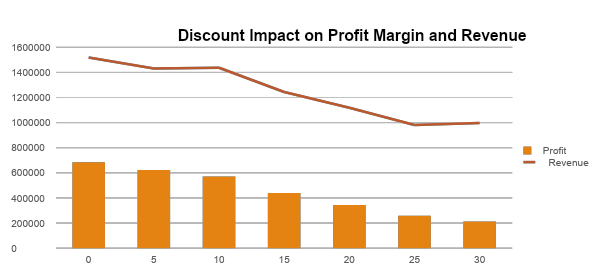 Discount Impact on Profit Margin and Revenue
1600000
1400000
1200000
1000000
800000
600000
400000
200000
0
0 5 10 15 20 25 30
Profit
Revenue